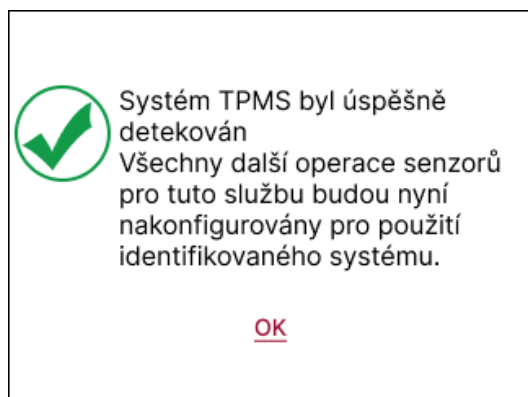 Systém TPMS byl úspěšně
detekován
Všechny další operace senzorů
pro tuto službu budou nyní
nakonfigurovány pro použití
identifikovaného systému.
OK